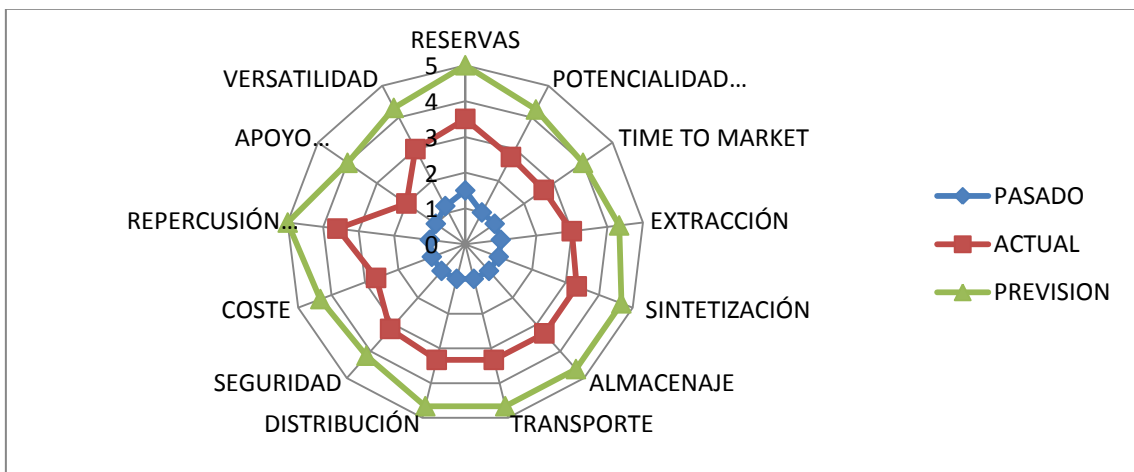 RESERVAS
VERSATILIDAD
5
POTENCIALIDAD...
4
APOYO...
3
TIME TO MARKET
2
REPERCUSIÓN...
1
EXTRACCIÓN
0
COSTE
SINTETIZACIÓN
SEGURIDAD
ALMACENAJE
DISTRIBUCIÓN
TRANSPORTE
PASADO
ACTUAL
PREVISION